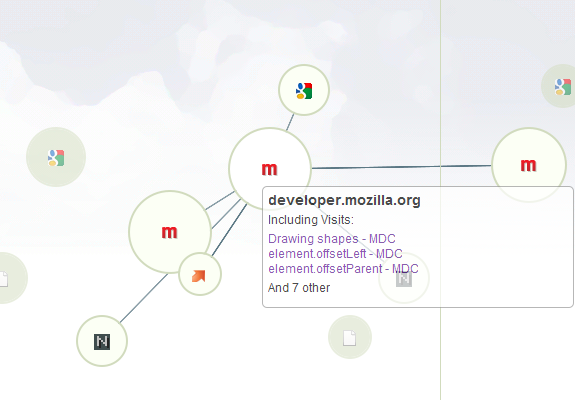 m
m
developer.mozilla.org
Including Visits:
m
Drawing shapes - MDC
element.offsetLeft - MDC
element.offsetParent - MDC
And 7 other
N
N